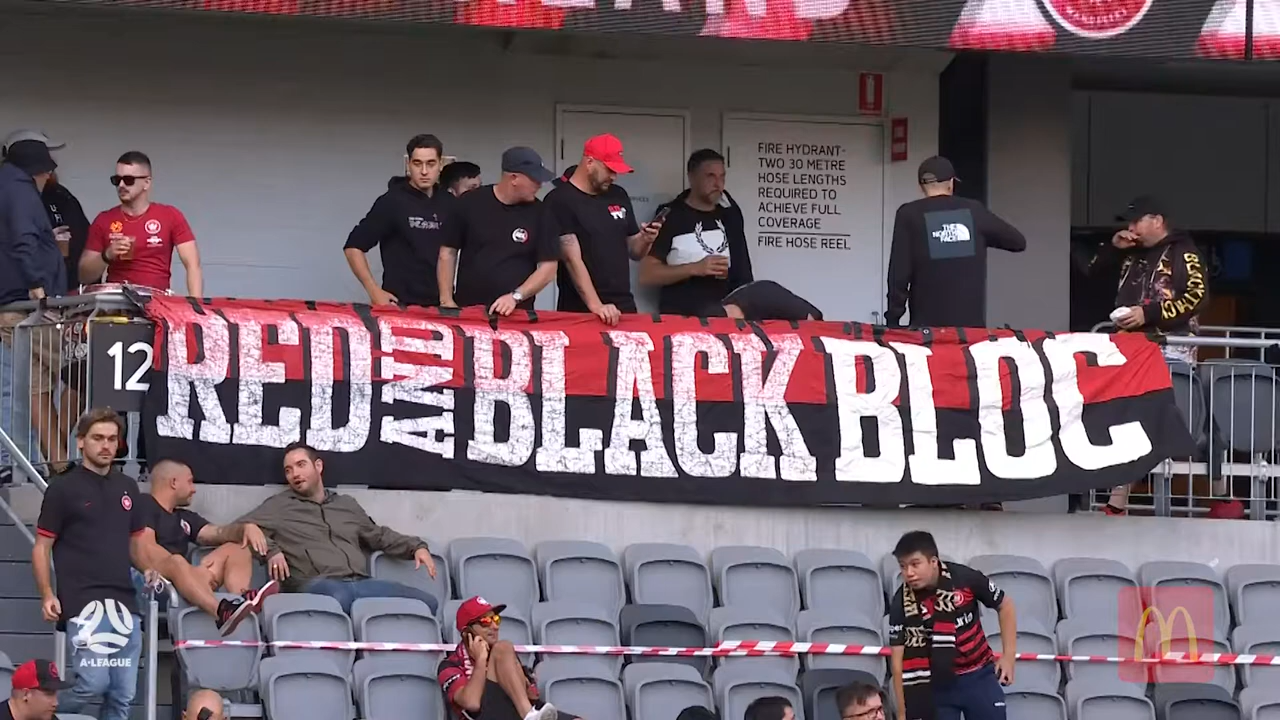 WANDERERS
FIRE HYDRANT-
TWO 30 METRE
HOSE LENGTHS
REQUIRED TO
ACHIEVE FULL
COVERAGE
FIRE HOSE REEL
THE
NORTH
FACE
12
RED AND BLACK BLOC
A-LEAGUE